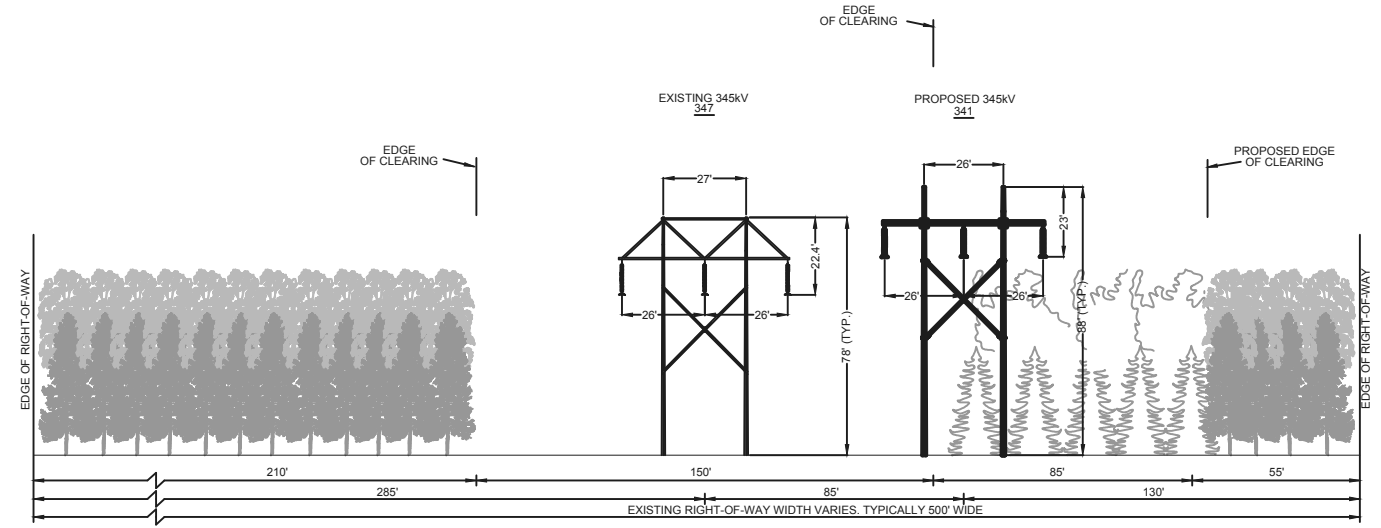 EDGE
OF CLEARING
EXISTING 345kV
347
PROPOSED 345kV
341
EDGE
OF CLEARING
PROPOSED EDGE
OF CLEARING
27'
26'
22.4'
23'
26'
26'
26'
26'
78' (TYP.)
88' (TYP.)
EDGE OF RIGHT-OF-WAY
EDGE OF RIGHT-OF-WAY
210'
150'
85'
55'
285'
85'
130'
EXISTING RIGHT-OF-WAY WIDTH VARIES. TYPICALLY 500' WIDE